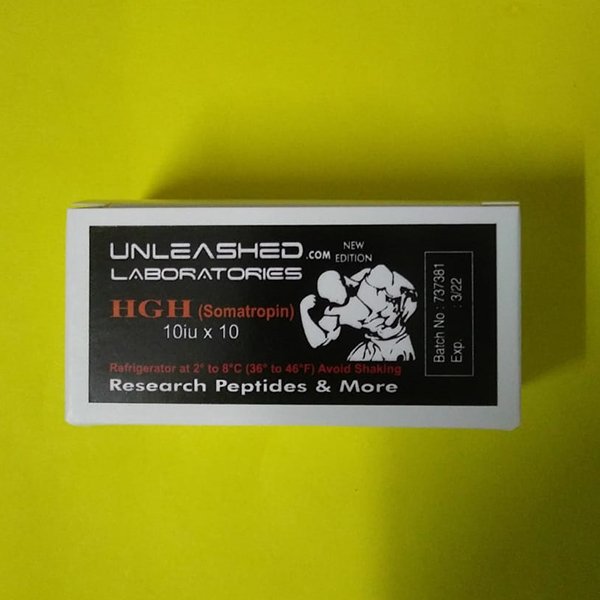 UNLEASHED.COM NEW EDITION
LABORATORIES
HGH (Somatropin)
10iu x 10
Refrigerator at 2° to 8°C (36° to 46°F) Avoid Shaking
Research Peptides & More
Batch No : 737381
Exp. : 3/22